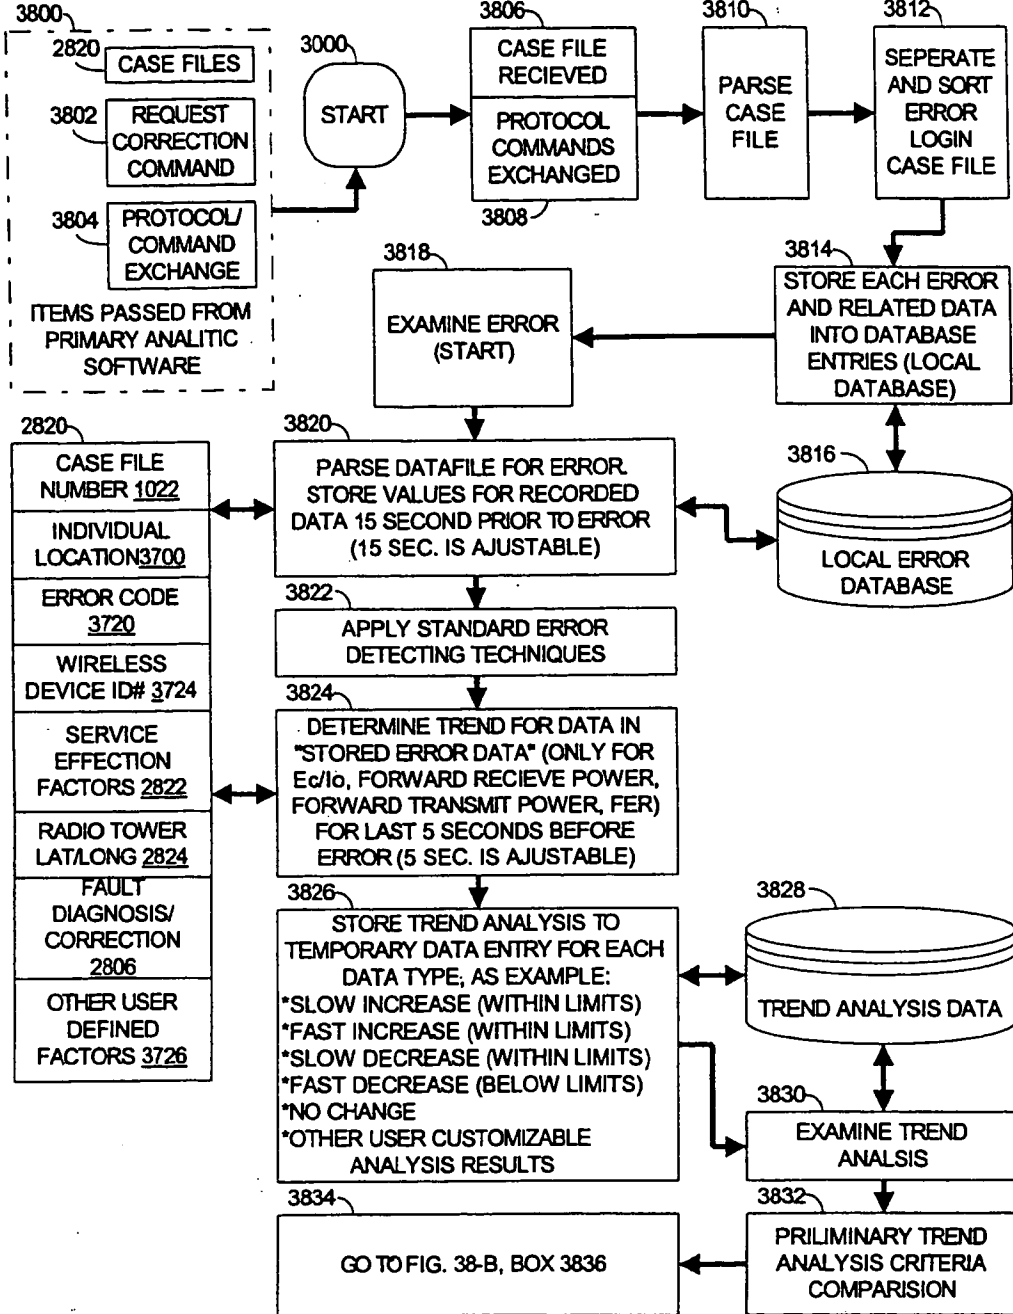 3800
2820
CASE FILES
3802
REQUEST
CORRECTION
COMMAND
3804
PROTOCOL/
COMMAND
EXCHANGE
ITEMS PASSED FROM
PRIMARY ANALITIC
SOFTWARE
3000
START
3806
CASE FILE
RECIEVED
PROTOCOL
COMMANDS
EXCHANGED
3808
3810
PARSE
CASE
FILE
3812
SEPERATE
AND SORT
ERROR
LOGIN
CASE FILE
3814
STORE EACH ERROR
AND RELATED DATA
INTO DATABASE
ENTRIES (LOCAL
DATABASE)
3816
LOCAL ERROR
DATABASE
3818
EXAMINE ERROR
(START)
3820
PARSE DATAFILE FOR ERROR.
STORE VALUES FOR RECORDED
DATA 15 SECOND PRIOR TO ERROR
(15 SEC. IS AJUSTABLE)
2820
CASE FILE
NUMBER 1022
INDIVIDUAL
LOCATION3700
ERROR CODE
3720
WIRELESS
DEVICE ID# 3724
SERVICE
EFFECTION
FACTORS 2822
RADIO TOWER
LAT/LONG 2824
FAULT
DIAGNOSIS/
CORRECTION
2806
OTHER USER
DEFINED
FACTORS 3726
3822
APPLY STANDARD ERROR
DETECTING TECHNIQUES
3824
DETERMINE TREND FOR DATA IN
"STORED ERROR DATA" (ONLY FOR
Ec/Io, FORWARD RECIEVE POWER,
FORWARD TRANSMIT POWER, FER)
FOR LAST 5 SECONDS BEFORE
ERROR (5 SEC. IS AJUSTABLE)
3826
STORE TREND ANALYSIS TO
TEMPORARY DATA ENTRY FOR EACH
DATA TYPE, AS EXAMPLE:
*SLOW INCREASE (WITHIN LIMITS)
*FAST INCREASE (WITHIN LIMITS)
*SLOW DECREASE (WITHIN LIMITS)
*FAST DECREASE (BELOW LIMITS)
*NO CHANGE
*OTHER USER CUSTOMIZABLE
ANALYSIS RESULTS
3828
TREND ANALYSIS DATA
3830
EXAMINE TREND
ANALSIS
3832
PRILIMINARY TREND
ANALYSIS CRITERIA
COMPARISION
3834
GO TO FIG. 38-B, BOX 3836